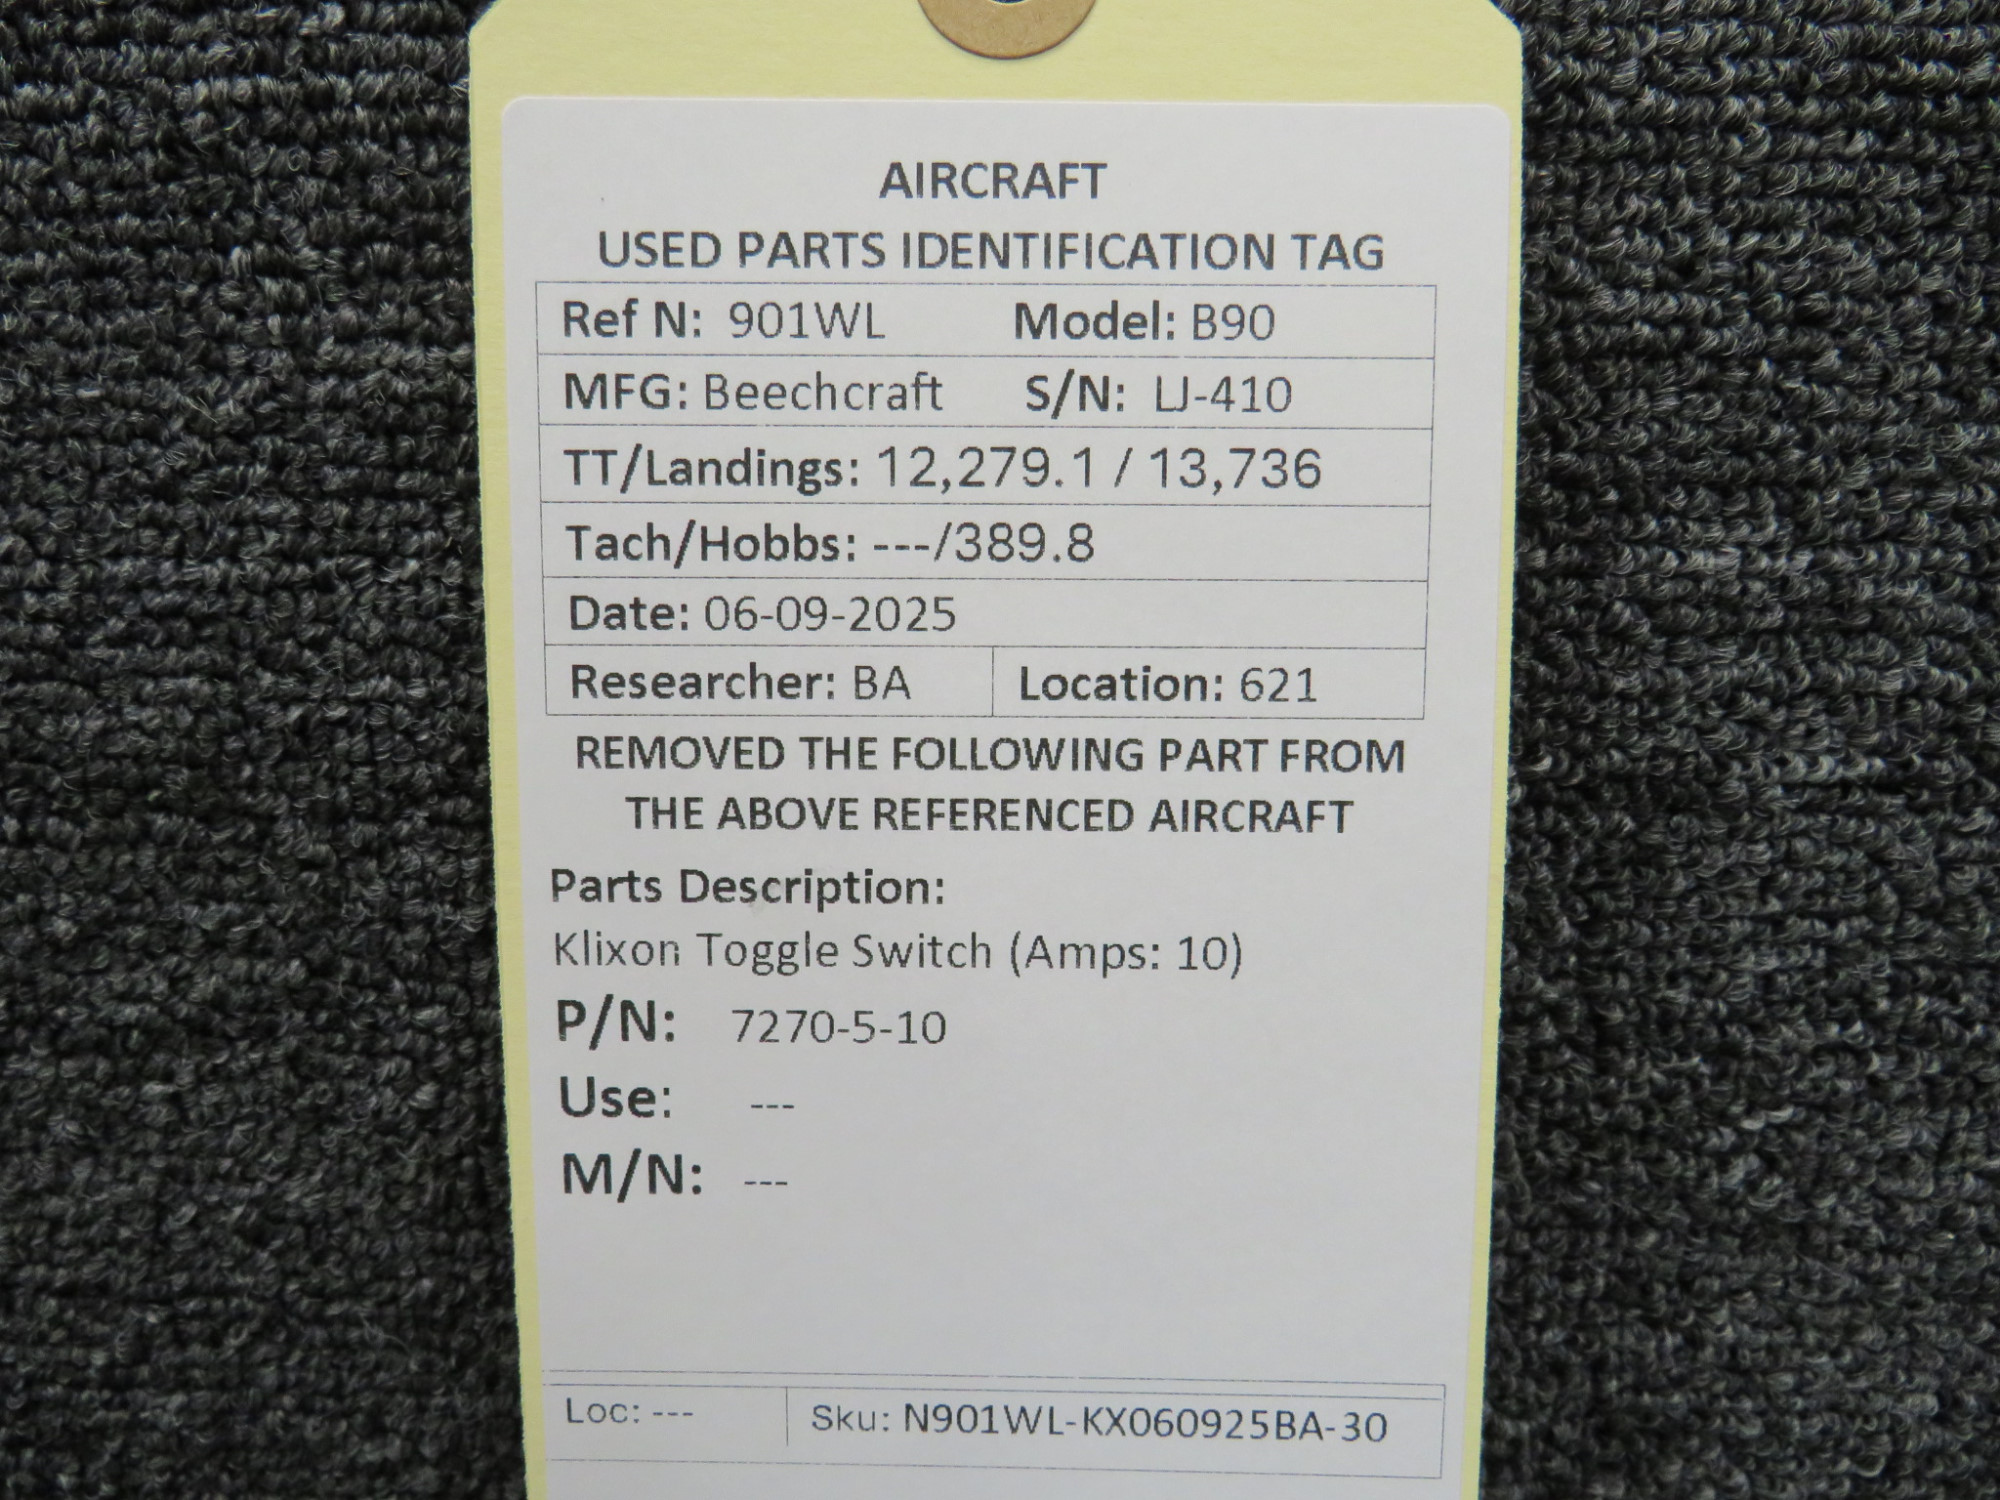 AIRCRAFT
USED PARTS IDENTIFICATION TAG
Ref N: 901WL Model: B90
MFG: Beechcraft S/N: LJ-410
TT/Landings: 12,279.1 / 13,736
Tach/Hobbs: ---/389.8
Date: 06-09-2025
Researcher: BA Location: 621
REMOVED THE FOLLOWING PART FROM
THE ABOVE REFERENCED AIRCRAFT
Parts Description:
Klixon Toggle Switch (Amps: 10)
P/N: 7270-5-10
Use: ---
M/N: ---
Loc: --- Sku: N901WL-KX060925BA-30